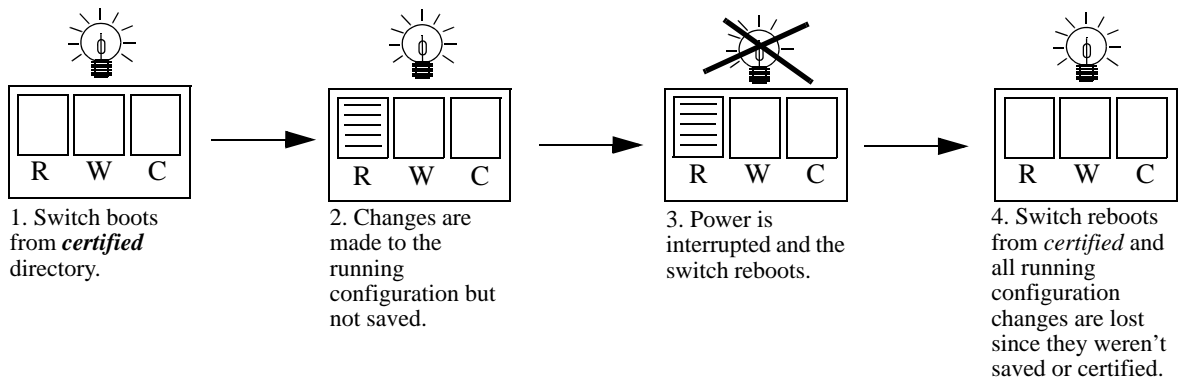 R W C
R W C
R W C
R W C
1. Switch boots
from certified
directory.
2. Changes are
made to the
running
configuration but
not saved.
3. Power is
interrupted and the
switch reboots.
4. Switch reboots
from certified and
all running
configuration
changes are lost
since they weren't
saved or certified.